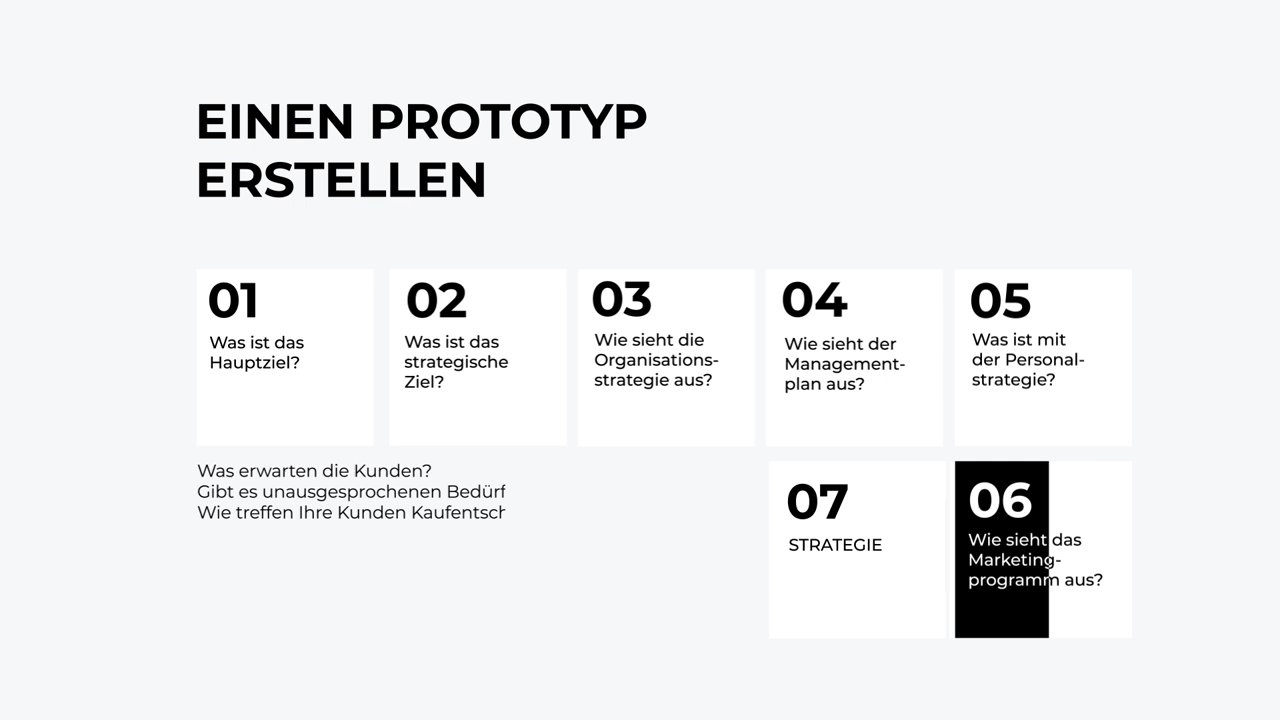 EINEN PROTOTYP
ERSTELLEN
01
Was ist das
Hauptziel?
02
Was ist das
strategische
Ziel?
03
Wie sieht die
Organisations-
strategie aus?
04
Wie sieht der
Management-
plan aus?
05
Was ist mit
der Personal-
strategie?
Was erwarten die Kunden?
Gibt es unausgesprochenen Bedürf
Wie treffen Ihre Kunden Kaufentsch
07
STRATEGIE
06
Wie sieht das
Marketing-
programm aus?